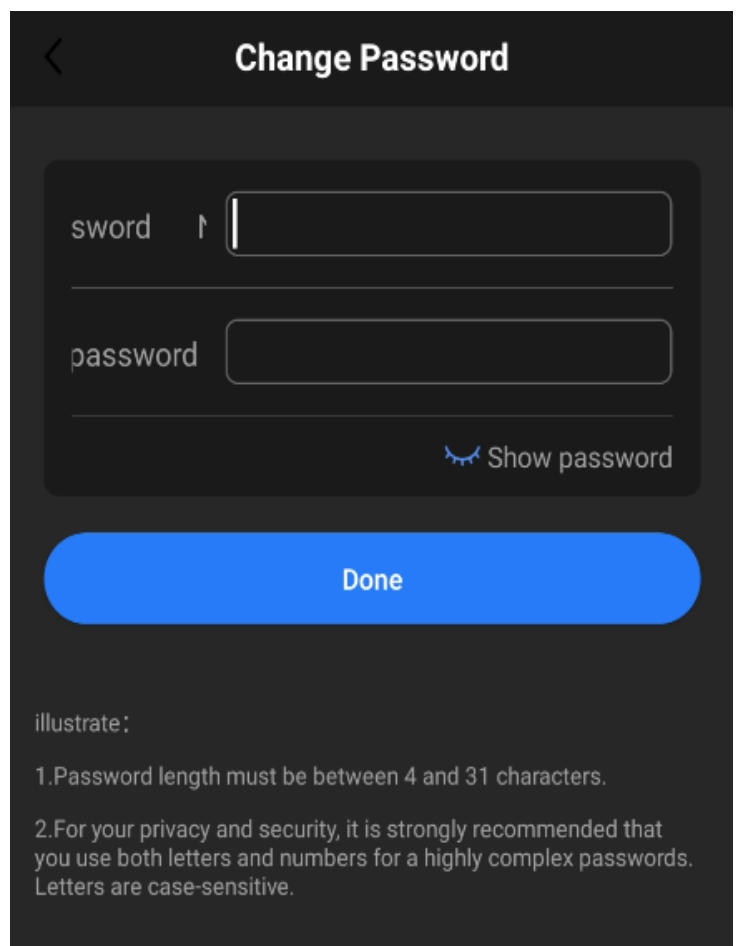 Change Password
sword
password
Show password
Done
illustrate：
1.Password length must be between 4 and 31 characters.
2.For your privacy and security, it is strongly recommended that
you use both letters and numbers for a highly complex passwords.
Letters are case-sensitive.